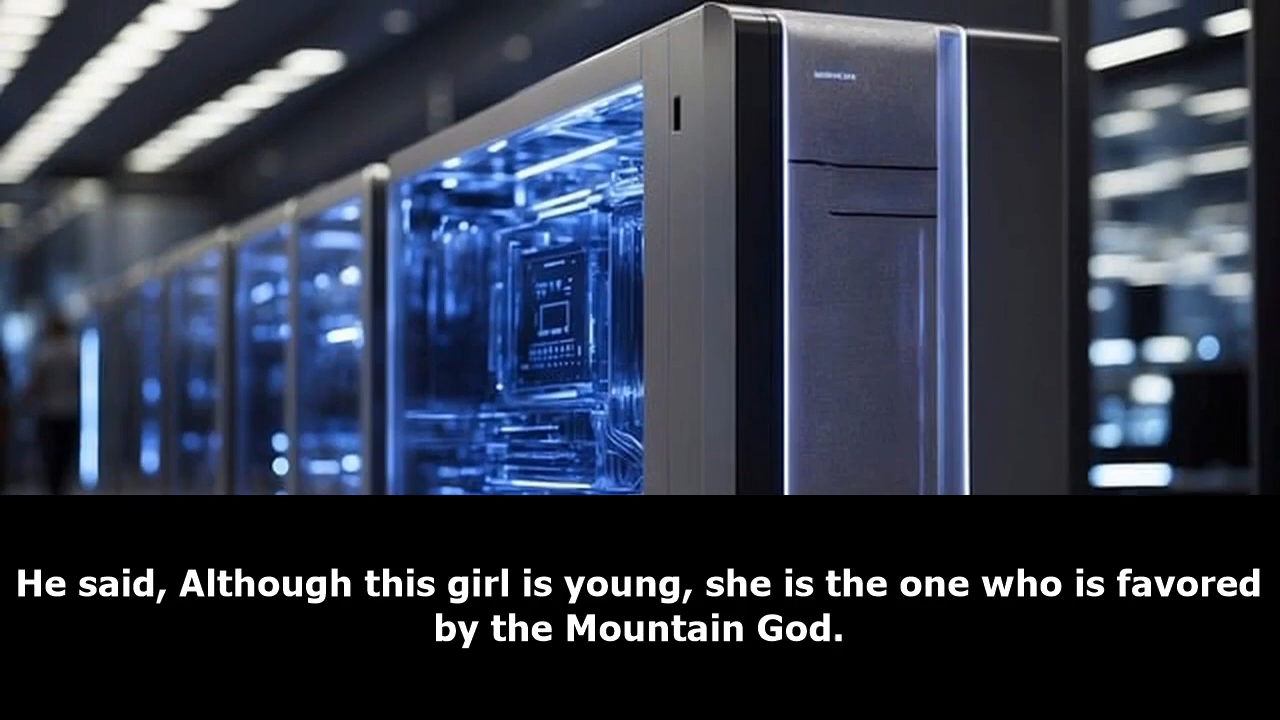 He said, Although this girl is young, she is the one who is favored
by the Mountain God.